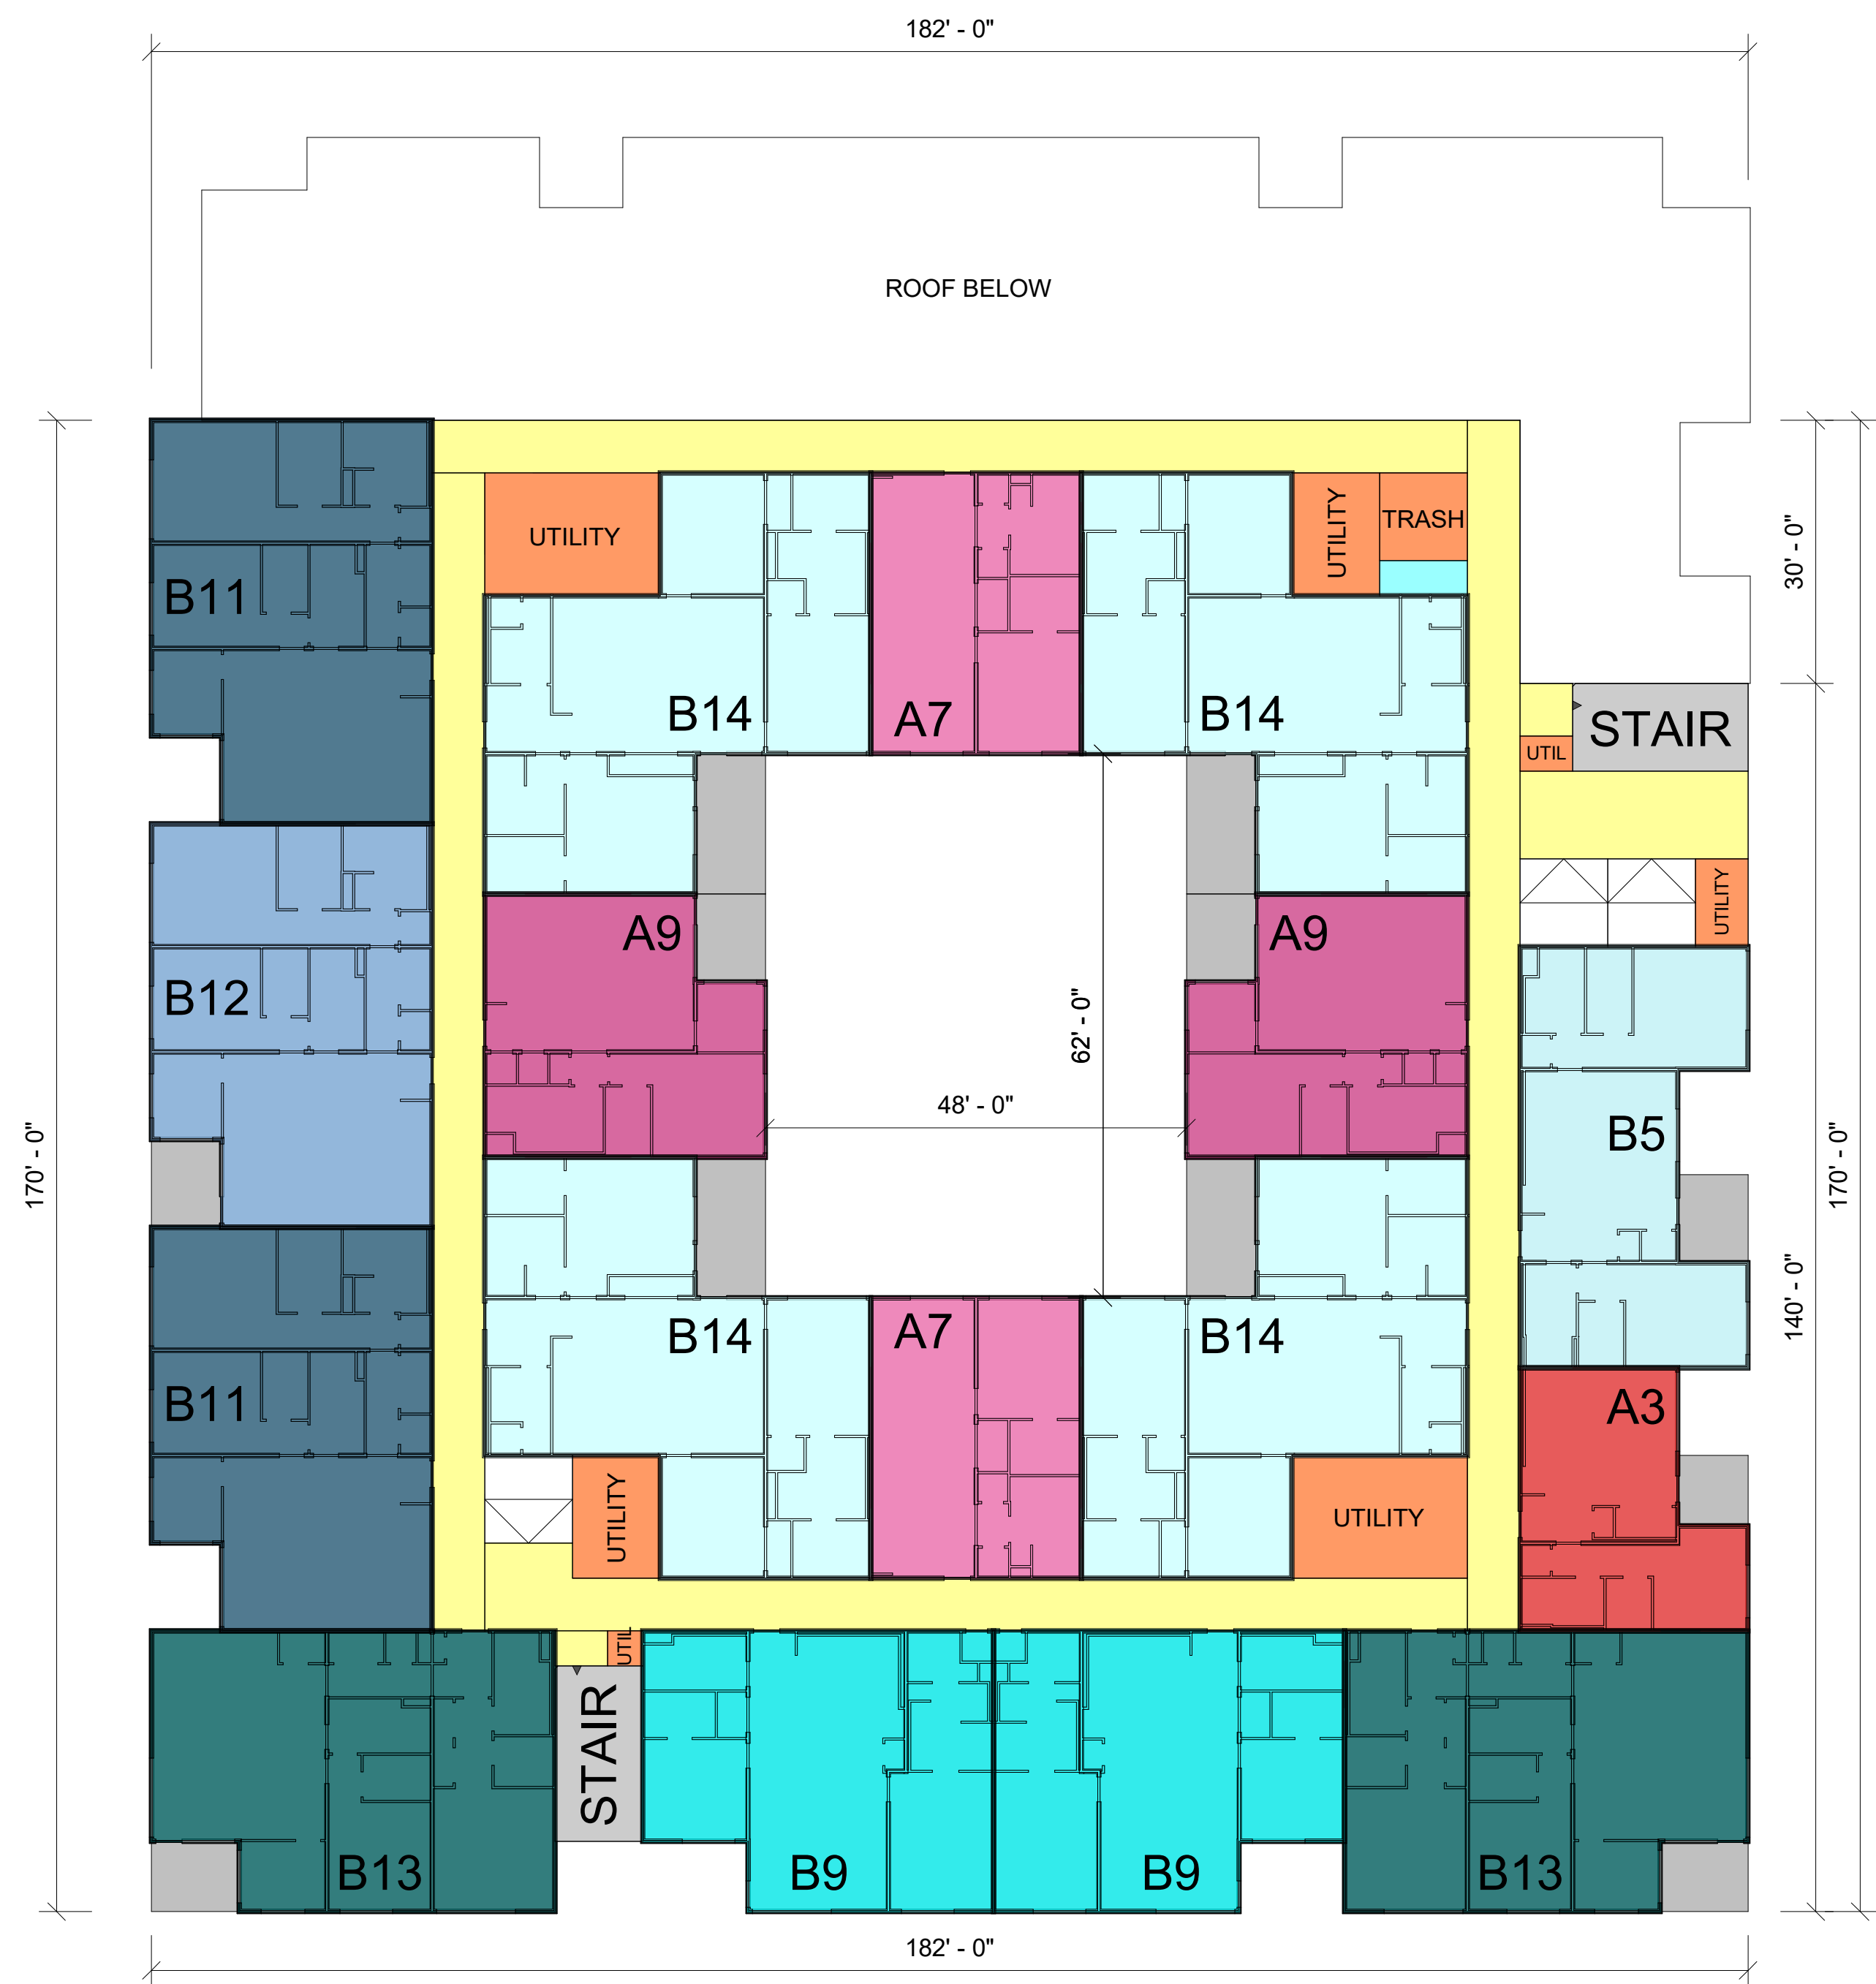 182' - 0"
ROOF BELOW
UTILITY
UTILITY
TRASH
30' - 0"
B11
B14
A7
B14
STAIR
UTIL
UTILITY
A9
A9
B12
62' - 0"
48' - 0"
B5
170' - 0"
170' - 0"
140' - 0"
B14
A7
B14
B11
A3
UTILITY
UTILITY
UTIL
STAIR
B13
B9
B9
B13
182' - 0"